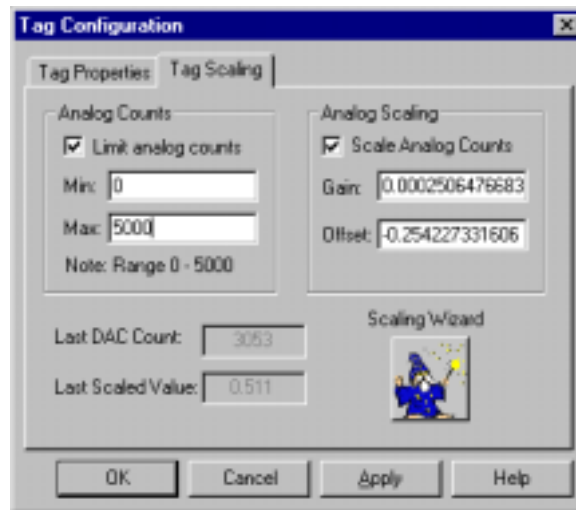 Tag Configuration
Tag Properties
Tag Scaling
Analog Counts
Limit analog counts
Min: 0
Max: 5000
Note: Range 0 - 5000
Analog Scaling
Scale Analog Counts
Gain: 0.0002506476683
Offset: -0.254227331606
Last DAC Count: 3053
Last Scaled Value: 0.511
Scaling Wizard
OK
Cancel
Apply
Help